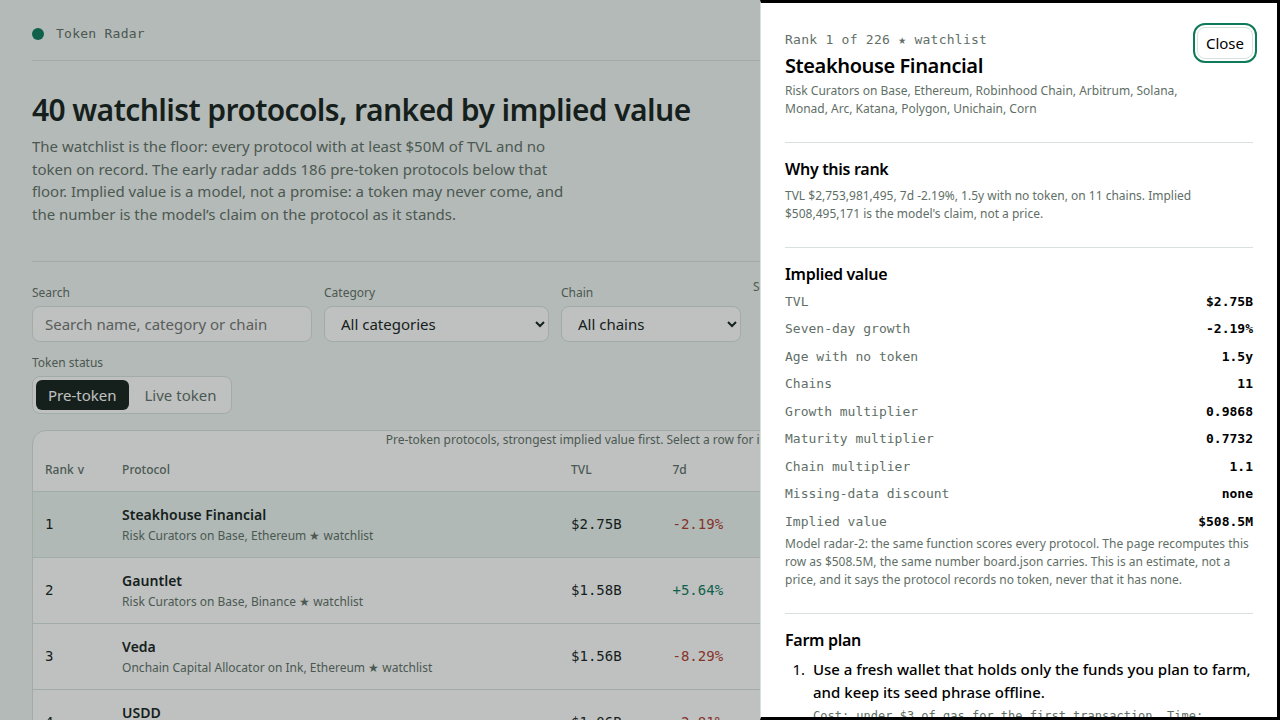 Token Radar
40 watchlist protocols, ranked by implied value
The watchlist is the floor: every protocol with at least $50M of TVL and no
token on record. The early radar adds 186 pre-token protocols below that
floor. Implied value is a model, not a promise: a token may never come, and
the number is the model's claim on the protocol as it stands.
Search
Category
Chain
S
Search name, category or chain
All categories
All chains
Token status
Pre-token
Live token
Pre-token protocols, strongest implied value first. Select a row for i
Rank v
Protocol
TVL
7d
1
Steakhouse Financial
Risk Curators on Base, Ethereum ★ watchlist
$2.75B
-2.19%
2
Gauntlet
Risk Curators on Base, Binance ★ watchlist
$1.58B
+5.64%
3
Veda
Onchain Capital Allocator on Ink, Ethereum ★ watchlist
$1.56B
-8.29%
USDD
Rank 1 of 226 ★ watchlist
Close
Steakhouse Financial
Risk Curators on Base, Ethereum, Robinhood Chain, Arbitrum, Solana,
Monad, Arc, Katana, Polygon, Unichain, Corn
Why this rank
TVL $2,753,981,495, 7d -2.19%, 1.5y with no token, on 11 chains. Implied
$508,495,171 is the model's claim, not a price.
Implied value
TVL $2.75B
Seven-day growth -2.19%
Age with no token 1.5y
Chains 11
Growth multiplier 0.9868
Maturity multiplier 0.7732
Chain multiplier 1.1
Missing-data discount none
Implied value $508.5M
Model radar-2: the same function scores every protocol. The page recomputes this
row as $508.5M, the same number board.json carries. This is an estimate, not a
price, and it says the protocol records no token, never that it has none.
Farm plan
1. Use a fresh wallet that holds only the funds you plan to farm,
and keep its seed phrase offline.
Cost: under $3 of gas for the first transaction. Time: